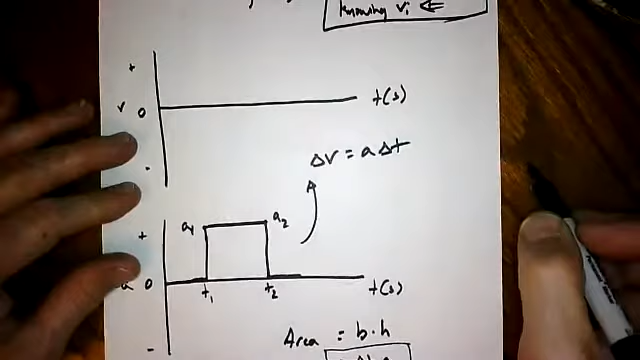 knowing vi ⇐
+
v 0 t(s)
-
Δv = aΔt
a1 a2
+
a 0 t1 t2 t(s)
-
Area = b·h